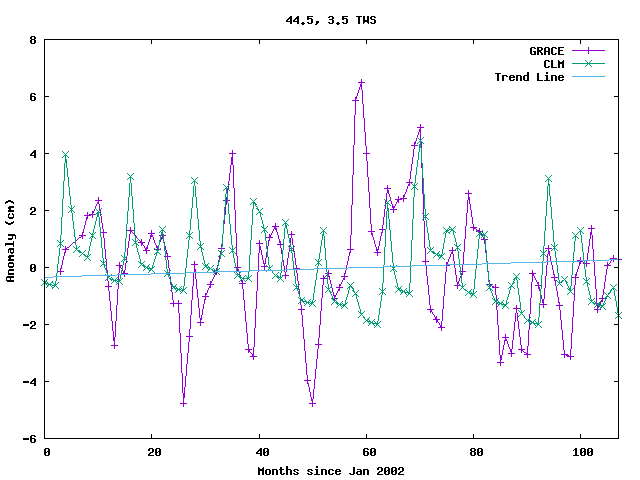 44.5, 3.5 TWS
GRACE
CLM
Trend Line
Anomaly (cm)
8
6
4
2
0
-2
-4
-6
0 20 40 60 80 100
Months since Jan 2002